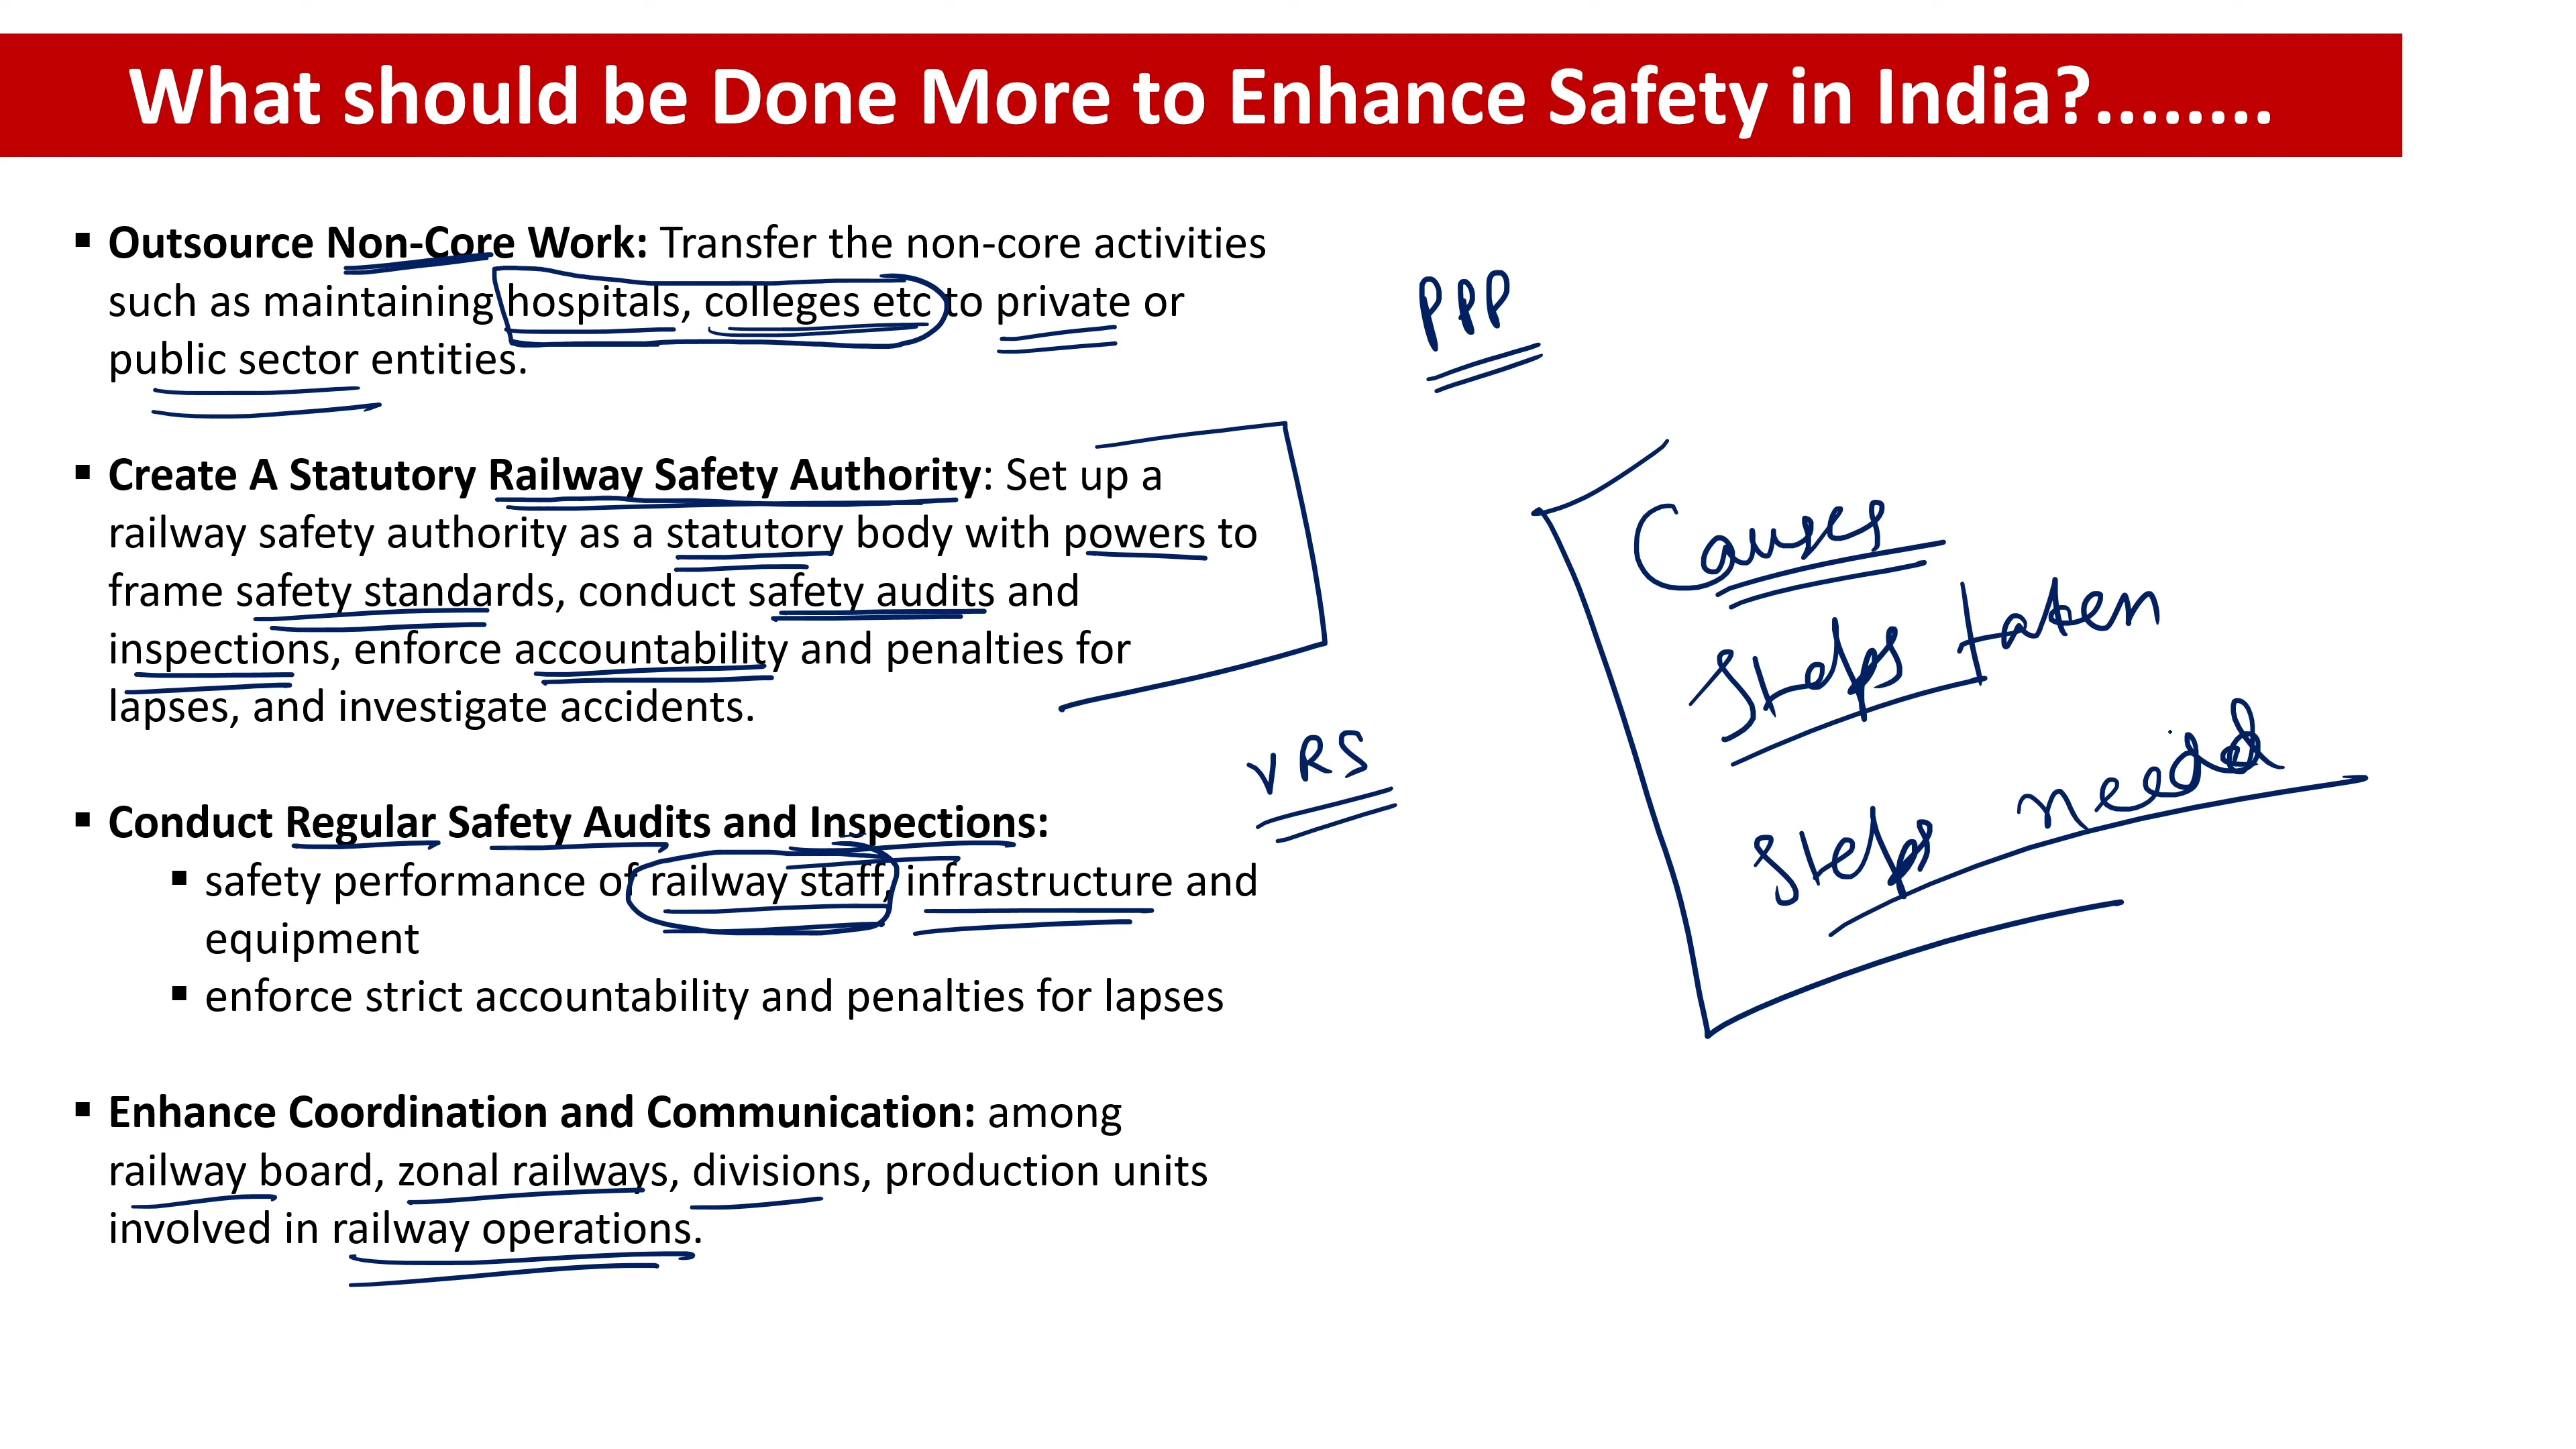 What should be Done More to Enhance Safety in India?........
▪ Outsource Non-Core Work: Transfer the non-core activities
such as maintaining hospitals, colleges etc to private or
public sector entities.
PPP
▪ Create A Statutory Railway Safety Authority: Set up a
railway safety authority as a statutory body with powers to
frame safety standards, conduct safety audits and
inspections, enforce accountability and penalties for
lapses, and investigate accidents.
▪ Conduct Regular Safety Audits and Inspections:
▪ safety performance of railway staff, infrastructure and
equipment
▪ enforce strict accountability and penalties for lapses
▪ Enhance Coordination and Communication: among
railway board, zonal railways, divisions, production units
involved in railway operations.
VRS
Causes
Steps taken
Steps needed